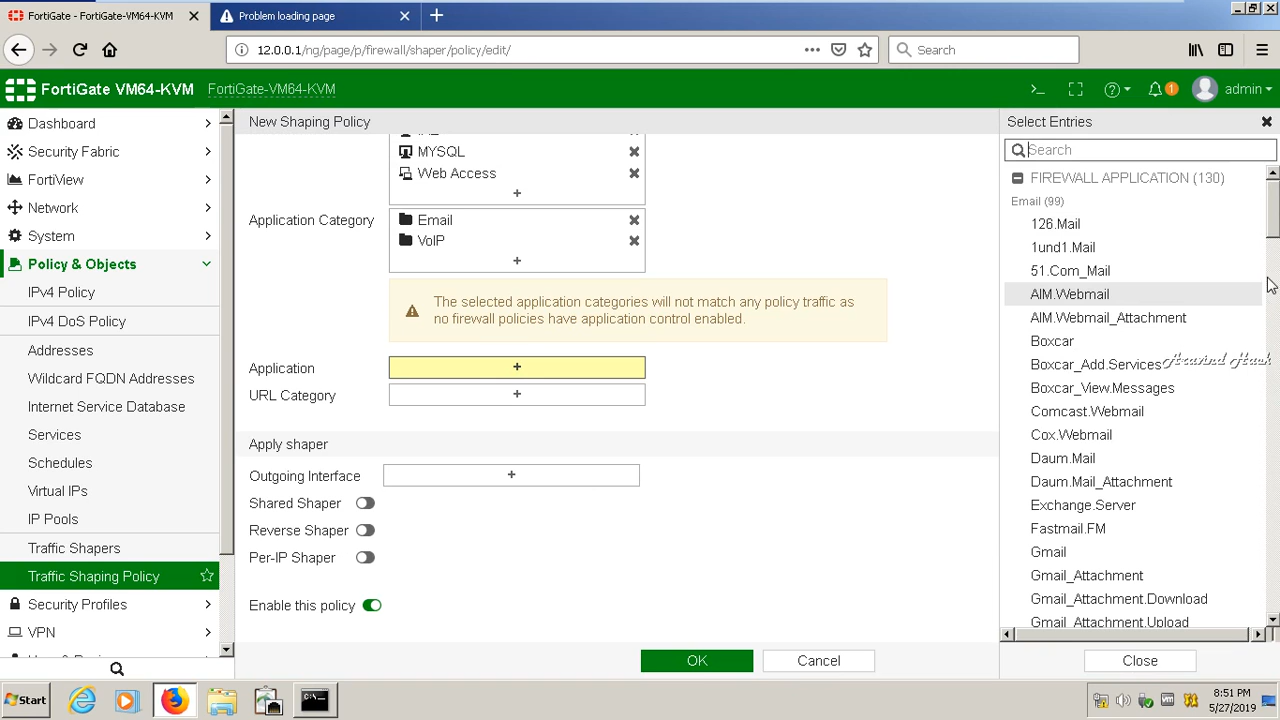 FortiGate - FortiGate VM64-KVM
Problem loading page
12.0.0.1/ng/page/p/firewall/shaper/policy/edit/
Search
FortiGate VM64-KVM
FortiGate-VM64-KVM
1
admin
Dashboard
Security Fabric
FortiView
Network
System
Policy & Objects
IPv4 Policy
IPv4 DoS Policy
Addresses
Wildcard FQDN Addresses
Internet Service Database
Services
Schedules
Virtual IPs
IP Pools
Traffic Shapers
Traffic Shaping Policy
Security Profiles
VPN
New Shaping Policy
MYSQL
Web Access
Application Category
Email
VoIP
The selected application categories will not match any policy traffic as
no firewall policies have application control enabled.
Application
URL Category
Apply shaper
Outgoing Interface
Shared Shaper
Reverse Shaper
Per-IP Shaper
Enable this policy
OK
Cancel
Select Entries
Search
FIREWALL APPLICATION (130)
Email (99)
126.Mail
1und1.Mail
51.Com_Mail
AIM.Webmail
AIM.Webmail_Attachment
Boxcar
Boxcar_Add.Services
Aravind Hask
Boxcar_View.Messages
Comcast.Webmail
Cox.Webmail
Daum.Mail
Daum.Mail_Attachment
Exchange.Server
Fastmail.FM
Gmail
Gmail_Attachment
Gmail_Attachment.Download
Gmail_Attachment.Upload
Close
Start
8:51 PM
5/27/2019